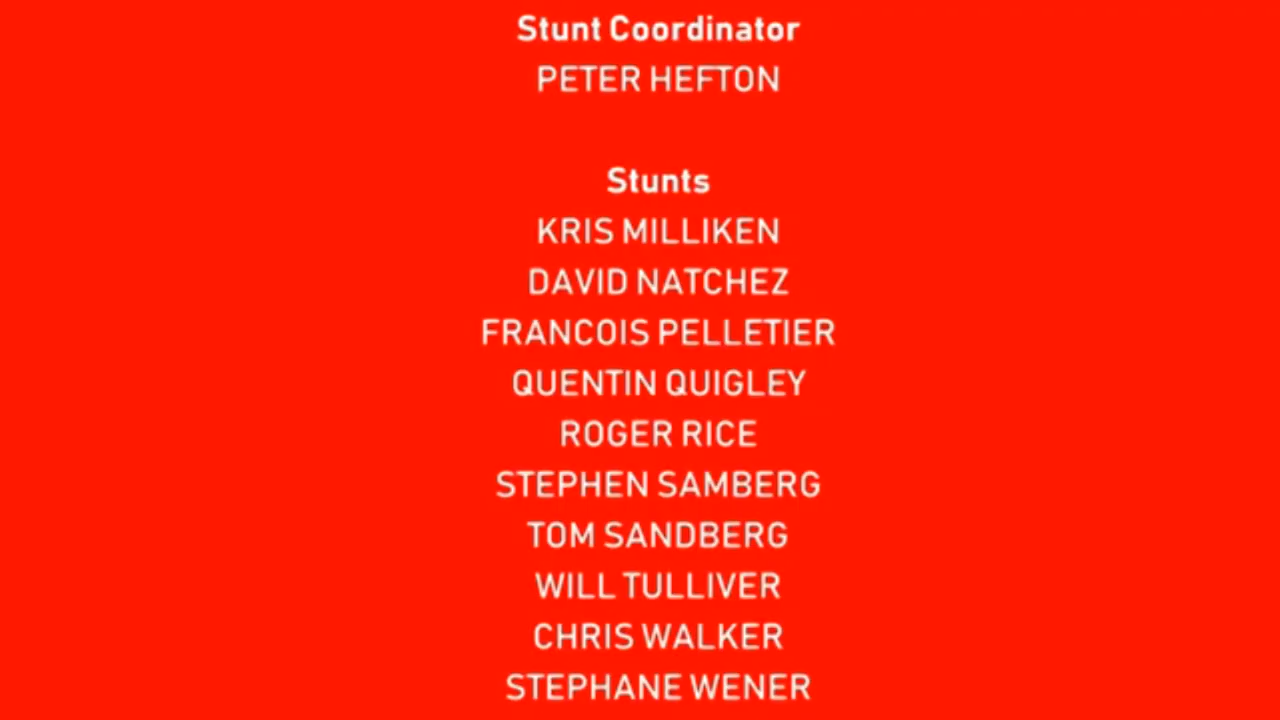 Stunt Coordinator
PETER HEFTON
Stunts
KRIS MILLIKEN
DAVID NATCHEZ
FRANCOIS PELLETIER
QUENTIN QUIGLEY
ROGER RICE
STEPHEN SAMBERG
TOM SANDBERG
WILL TULLIVER
CHRIS WALKER
STEPHANE WENER